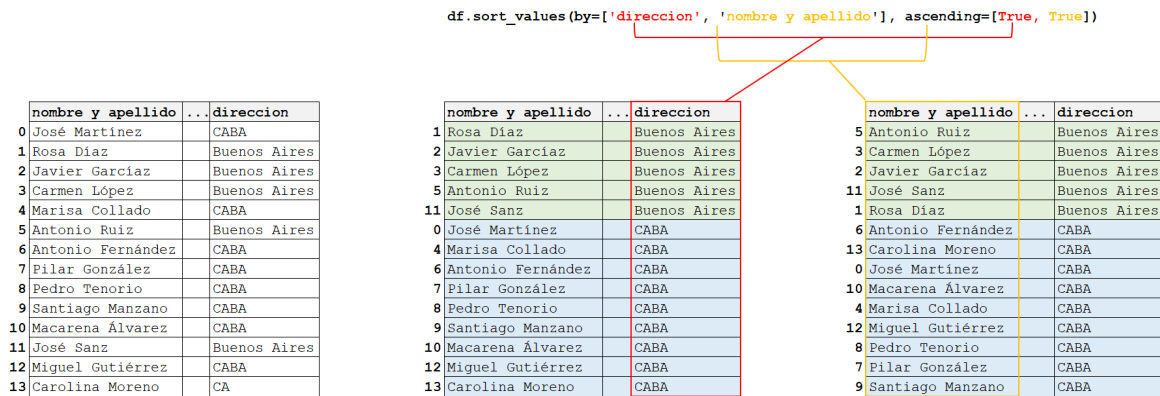 df.sort_values(by=['direccion', 'nombre y apellido'], ascending=[True, True])
nombre y apellido ... direccion
0 José Martínez CABA
1 Rosa Díaz Buenos Aires
2 Javier Garcíaz Buenos Aires
3 Carmen López Buenos Aires
4 Marisa Collado CABA
5 Antonio Ruiz Buenos Aires
6 Antonio Fernández CABA
7 Pilar González CABA
8 Pedro Tenorio CABA
9 Santiago Manzano CABA
10 Macarena Álvarez CABA
11 José Sanz Buenos Aires
12 Miguel Gutiérrez CABA
13 Carolina Moreno CA
nombre y apellido ... direccion
1 Rosa Díaz Buenos Aires
2 Javier Garcíaz Buenos Aires
3 Carmen López Buenos Aires
5 Antonio Ruiz Buenos Aires
11 José Sanz Buenos Aires
0 José Martínez CABA
4 Marisa Collado CABA
6 Antonio Fernández CABA
7 Pilar González CABA
8 Pedro Tenorio CABA
9 Santiago Manzano CABA
10 Macarena Álvarez CABA
12 Miguel Gutiérrez CABA
13 Carolina Moreno CABA
nombre y apellido ... direccion
5 Antonio Ruiz Buenos Aires
3 Carmen López Buenos Aires
2 Javier Garcíaz Buenos Aires
11 José Sanz Buenos Aires
1 Rosa Díaz Buenos Aires
6 Antonio Fernández CABA
13 Carolina Moreno CABA
0 José Martínez CABA
10 Macarena Álvarez CABA
4 Marisa Collado CABA
12 Miguel Gutiérrez CABA
8 Pedro Tenorio CABA
7 Pilar González CABA
9 Santiago Manzano CABA